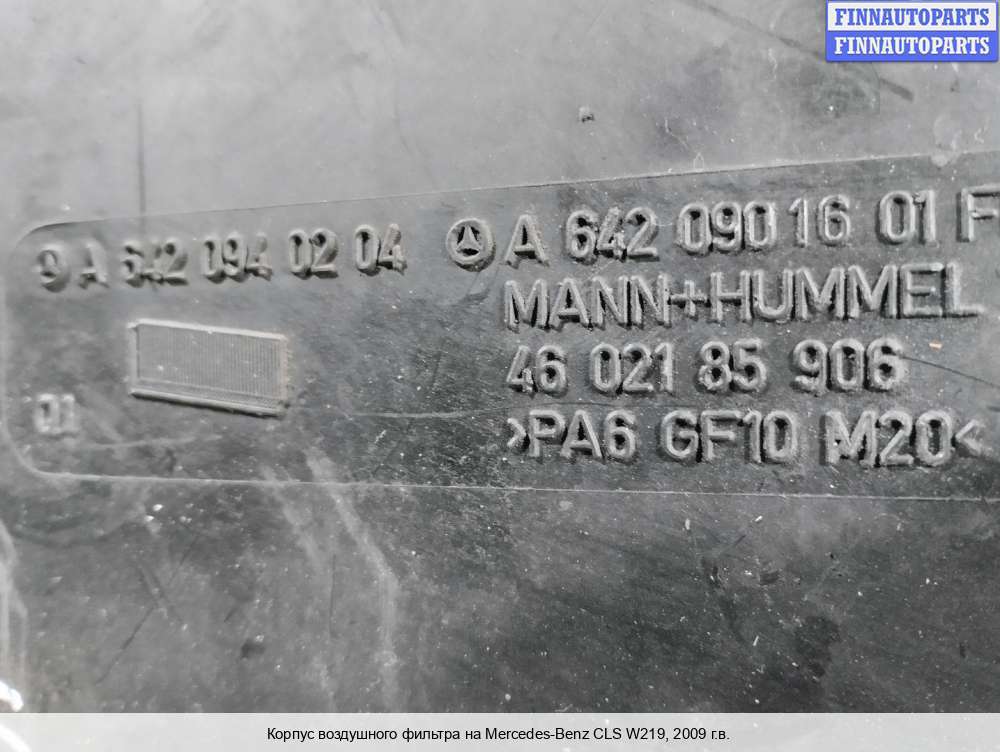 FINNAUTOPARTS
FINNAUTOPARTS
A 642 094 02 04
A 642 090 16 01 F
MANN+HUMMEL
46 021 85 906
01
>PA6 GF10 M20<
Корпус воздушного фильтра на Mercedes-Benz CLS W219, 2009 г.в.